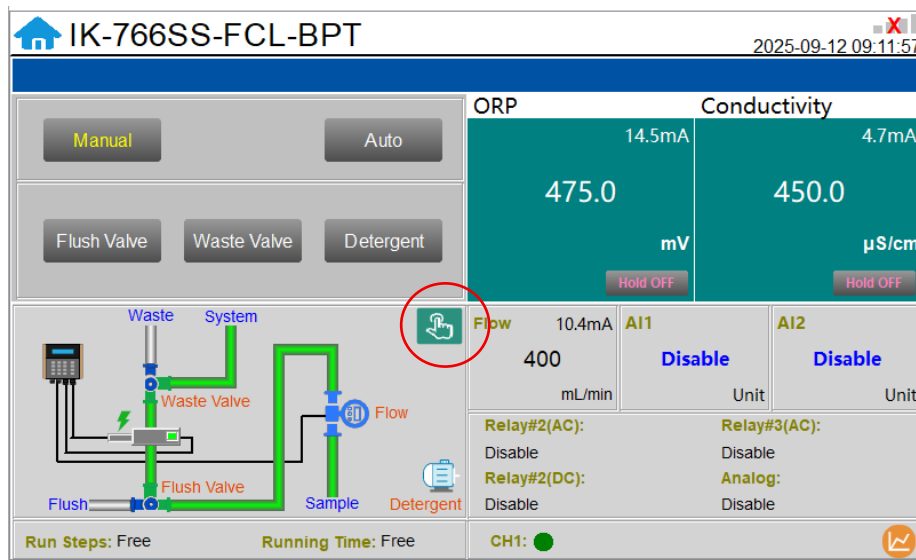 IK-766SS-FCL-BPT
X
2025-09-12 09:11:57
Manual
Auto
Flush Valve
Waste Valve
Detergent
ORP
14.5mA
475.0
mV
Hold OFF
Conductivity
4.7mA
450.0
µS/cm
Hold OFF
Waste
System
Waste Valve
Flow
Flush Valve
Flush
Sample
Detergent
Flow 10.4mA
400
mL/min
AI1
Disable
Unit
AI2
Disable
Unit
Relay#2(AC):
Disable
Relay#2(DC):
Disable
Relay#3(AC):
Disable
Analog:
Disable
Run Steps: Free
Running Time: Free
CH1: